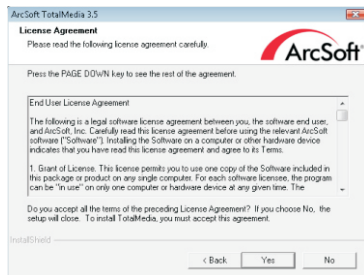 ArcSoft TotalMedia 3.5
License Agreement
Please read the following license agreement carefully.
ArcSoft
Press the PAGE DOWN key to see the rest of the agreement.
End User License Agreement
The following is a legal software license agreement between you, the software end user,
and ArcSoft, Inc. Carefully read this agreement before using the relevant ArcSoft
software ("Software"). Installing the Software on a computer or other hardware device
indicates that you have read this license agreement and agree to its Terms.
1. Grant of License. This license permits you to use one copy of the Software included in
this package or product on any single computer. For each software licensee, the program
can be "in use" on only one computer or hardware device at any given time. The
Do you accept all the terms of the preceding License Agreement? If you choose No, the
setup will close. To install TotalMedia, you must accept this agreement.
InstallShield
< Back
Yes
No